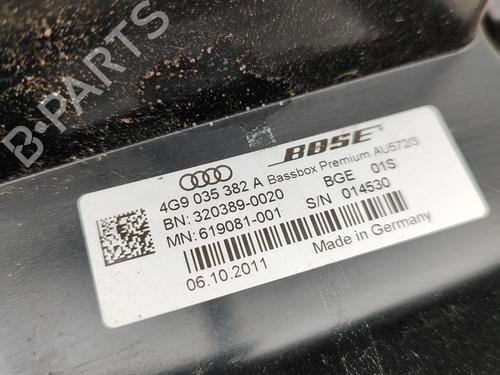 B-PARTS
BOSE
4G9 035 382 A Bassbox Premium AU572/3
BN: 320389-0020 BGE 01S
MN: 619081-001 S/N 014530
06.10.2011 Made in Germany